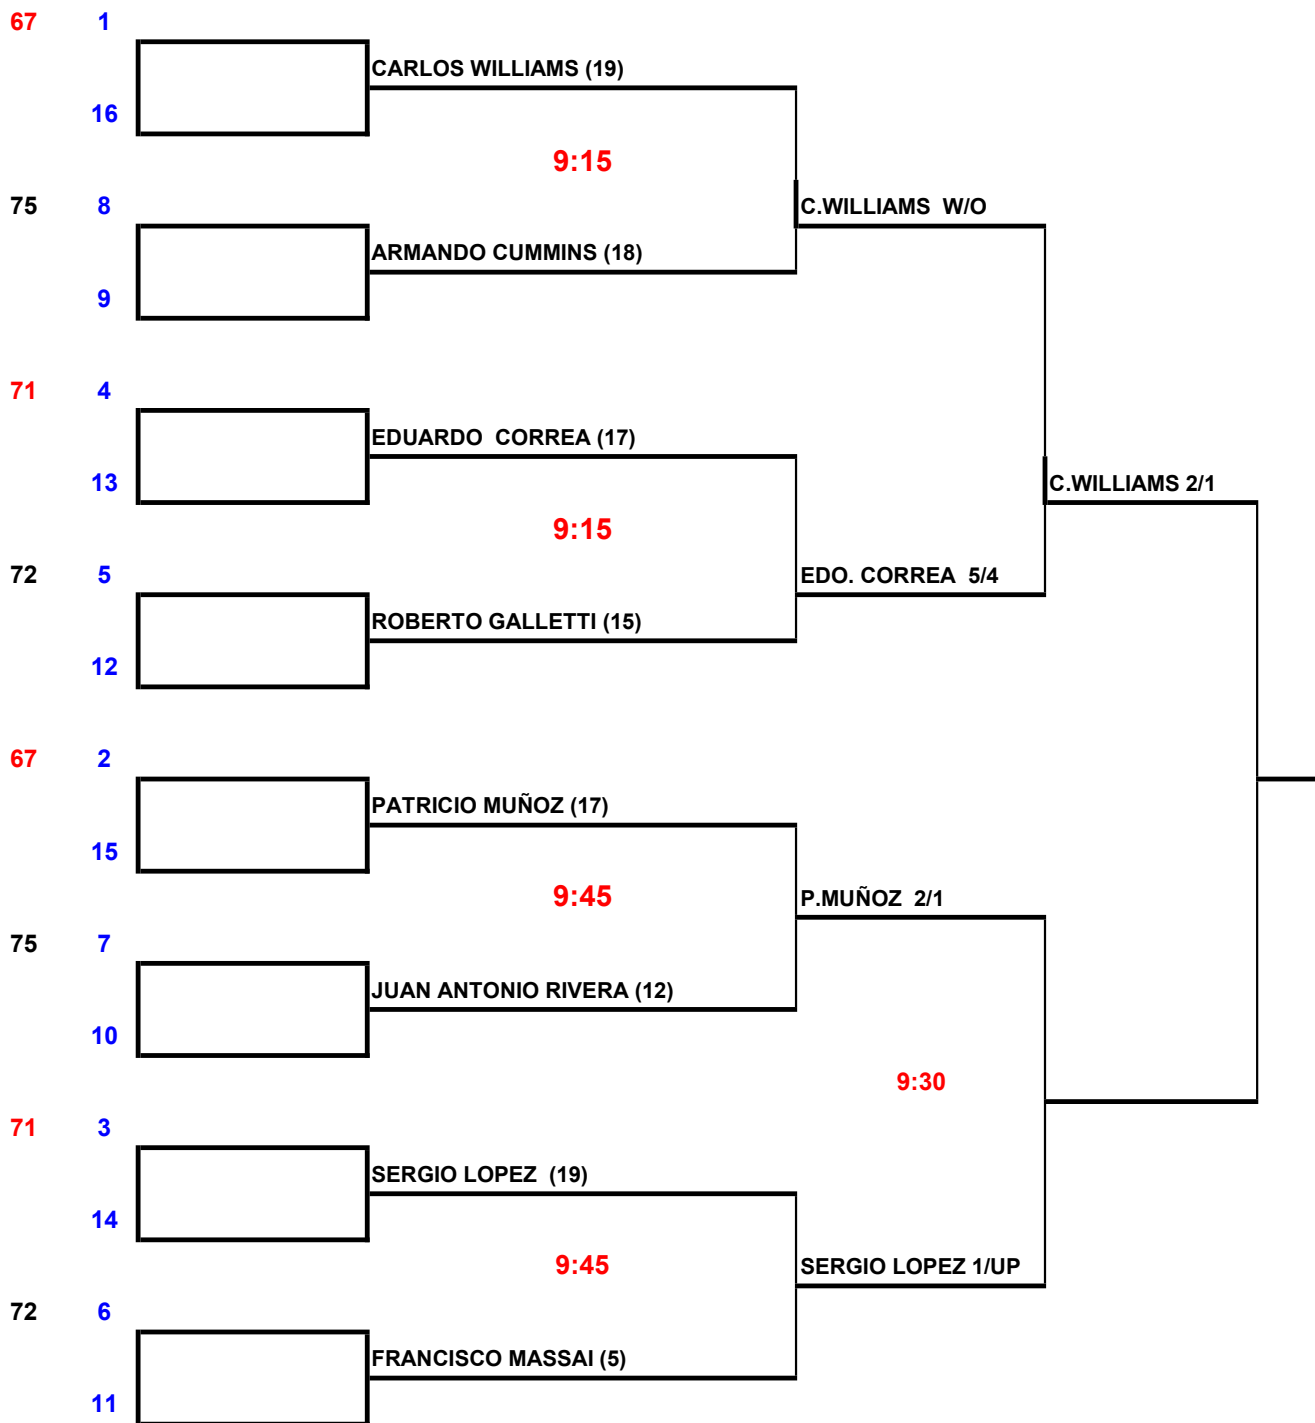 67 1
CARLOS WILLIAMS (19)
16
9:15
75 8 C.WILLIAMS W/O
ARMANDO CUMMINS (18)
9
71 4
EDUARDO CORREA (17)
13 C.WILLIAMS 2/1
9:15
72 5 EDO. CORREA 5/4
ROBERTO GALLETTI (15)
12
67 2
PATRICIO MUÑOZ (17)
15
9:45 P.MUÑOZ 2/1
75 7
JUAN ANTONIO RIVERA (12)
10
9:30
71 3
SERGIO LOPEZ (19)
14
9:45 SERGIO LOPEZ 1/UP
72 6
FRANCISCO MASSAI (5)
11